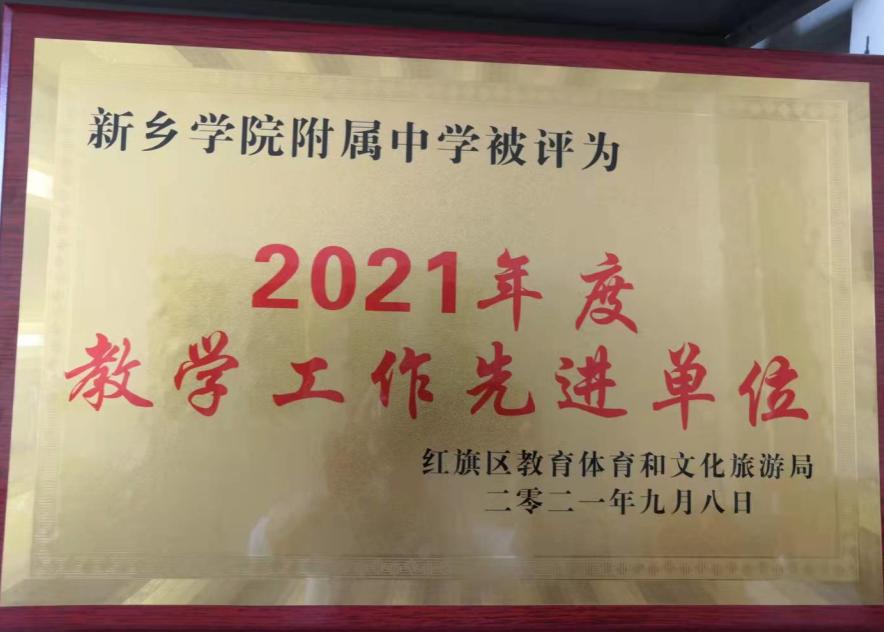 新乡学院附属中学被评为
2021年度
教学工作先进单位
红旗区教育体育和文化旅游局
二零二一年九月八日